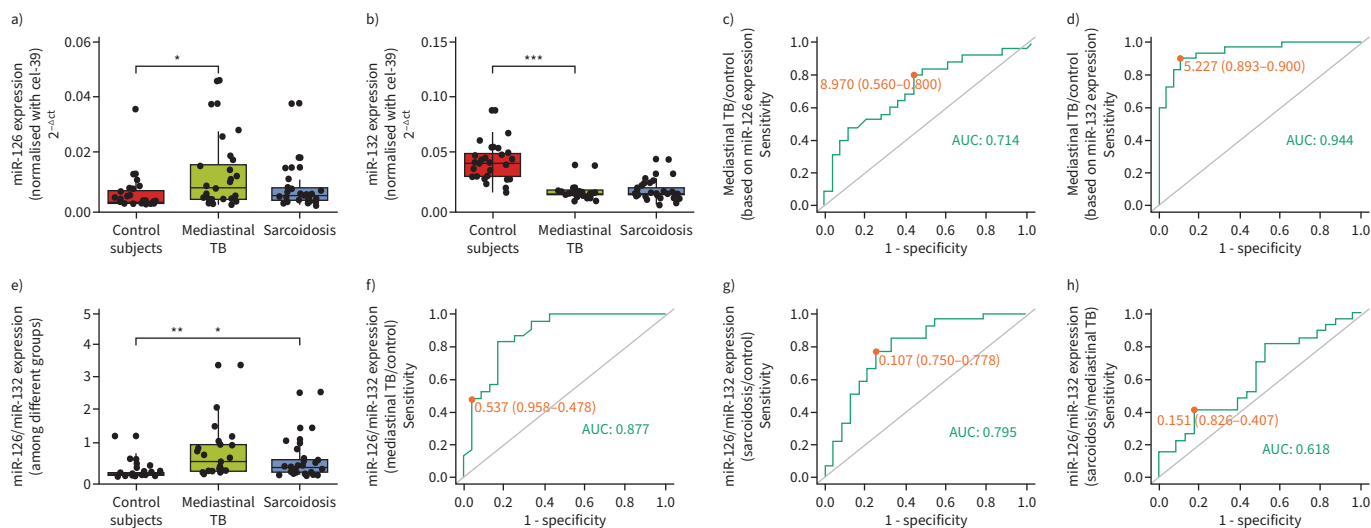 a)
miR-126 expression
(normalised with cel-39)
2⁻Δct
0.06
0.04
0.02
0.00
*
Control
subjects
Mediastinal
TB
Sarcoidosis
b)
miR-132 expression
(normalised with cel-39)
2⁻Δct
0.15
0.10
0.05
0.00
***
Control
subjects
Mediastinal
TB
Sarcoidosis
c)
Mediastinal TB/control
(based on miR-126 expression)
Sensitivity
1.0
0.8
0.6
0.4
0.2
0.0
8.970 (0.560–0.800)
AUC: 0.714
0.0 0.2 0.4 0.6 0.8 1.0
1 - specificity
d)
Mediastinal TB/control
(based on miR-132 expression)
Sensitivity
1.0
0.8
0.6
0.4
0.2
0.0
5.227 (0.893–0.900)
AUC: 0.944
0.0 0.2 0.4 0.6 0.8 1.0
1 - specificity
e)
miR-126/miR-132 expression
(among different groups)
5
4
3
2
1
0
** *
Control
subjects
Mediastinal
TB
Sarcoidosis
f)
miR-126/miR-132 expression
(mediastinal TB/control)
Sensitivity
1.0
0.8
0.6
0.4
0.2
0.0
0.537 (0.958–0.478)
AUC: 0.877
0.0 0.2 0.4 0.6 0.8 1.0
1 - specificity
g)
miR-126/miR-132 expression
(sarcoidosis/control)
Sensitivity
1.0
0.8
0.6
0.4
0.2
0.0
0.107 (0.750–0.778)
AUC: 0.795
0.0 0.2 0.4 0.6 0.8 1.0
1 - specificity
h)
miR-126/miR-132 expression
(sarcoidosis/mediastinal TB)
Sensitivity
1.0
0.8
0.6
0.4
0.2
0.0
0.151 (0.826–0.407)
AUC: 0.618
0.0 0.2 0.4 0.6 0.8 1.0
1 - specificity